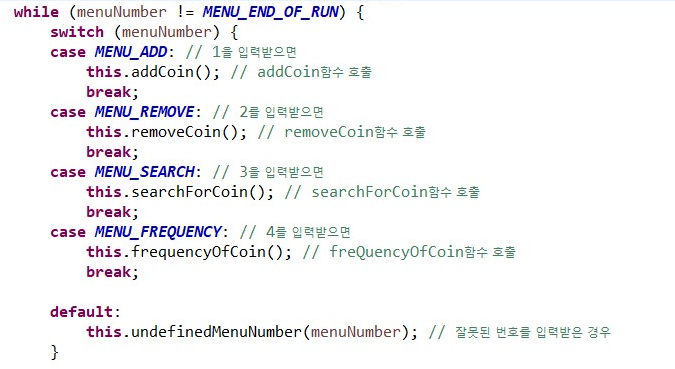 while (menuNumber != MENU_END_OF_RUN) {
    switch (menuNumber) {
    case MENU_ADD: // 1을 입력받으면
        this.addCoin(); // addCoin함수 호출
        break;
    case MENU_REMOVE: // 2를 입력받으면
        this.removeCoin(); // removeCoin함수 호출
        break;
    case MENU_SEARCH: // 3을 입력받으면
        this.searchForCoin(); // searchForCoin함수 호출
        break;
    case MENU_FREQUENCY: // 4를 입력받으면
        this.frequencyOfCoin(); // freQuencyOfCoin함수 호출
        break;

    default:
        this.undefinedMenuNumber(menuNumber); // 잘못된 번호를 입력받은 경우
    }